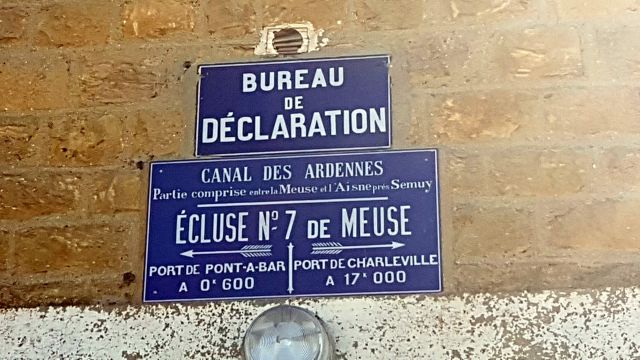 BUREAU
DE
DÉCLARATION
CANAL DES ARDENNES
Partie comprise entre la Meuse et l'Aisne près Semuy
ÉCLUSE Nº 7 DE MEUSE
PORT DE PONT-A-BAR
A 0ᴷ 600
PORT DE CHARLEVILLE
A 17ᴷ 000